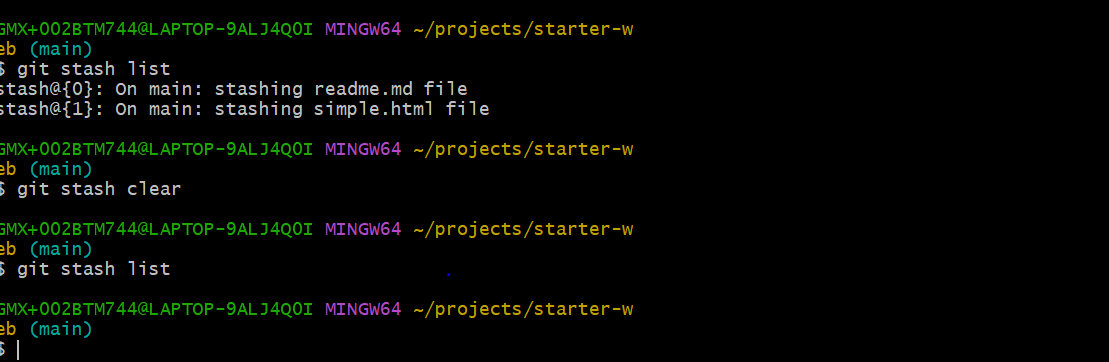 GMX+002BTM744@LAPTOP-9ALJ4Q0I MINGW64 ~/projects/starter-w
eb (main)
$ git stash list
stash@{0}: On main: stashing readme.md file
stash@{1}: On main: stashing simple.html file
GMX+002BTM744@LAPTOP-9ALJ4Q0I MINGW64 ~/projects/starter-w
eb (main)
$ git stash clear
GMX+002BTM744@LAPTOP-9ALJ4Q0I MINGW64 ~/projects/starter-w
eb (main)
$ git stash list
GMX+002BTM744@LAPTOP-9ALJ4Q0I MINGW64 ~/projects/starter-w
eb (main)
$